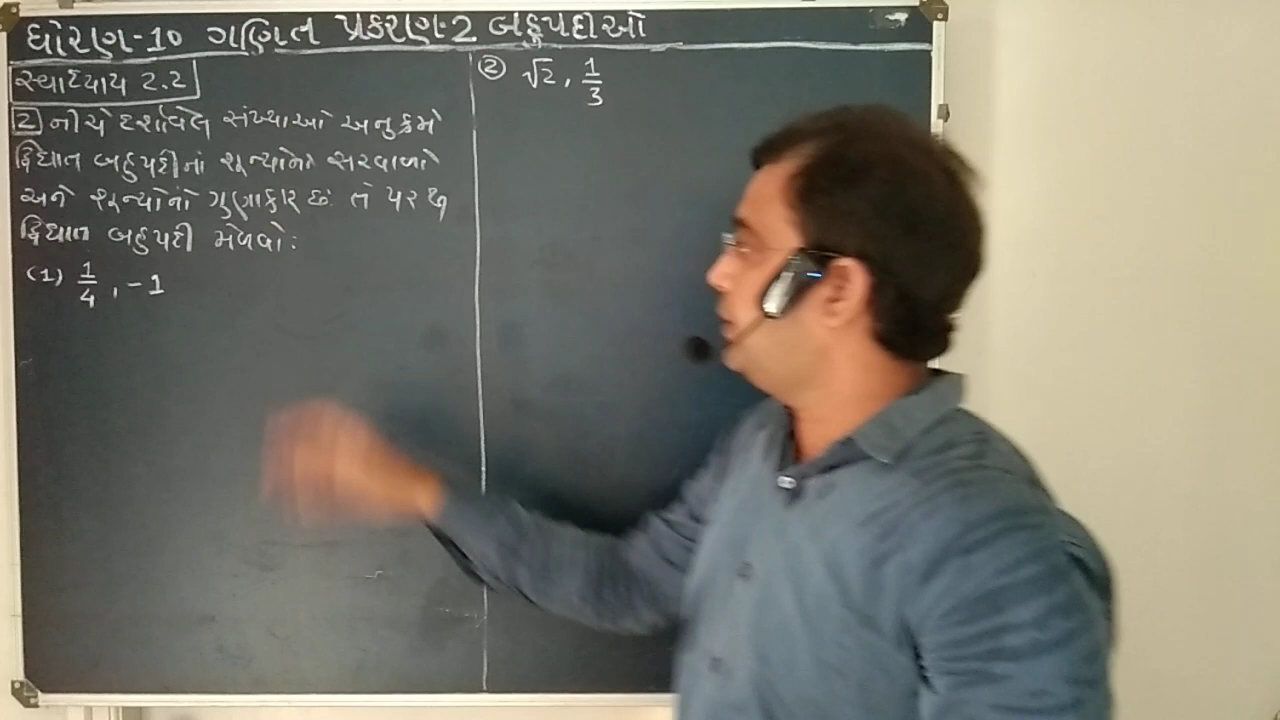 ધોરણ-10 ગણિત પ્રકરણ-2 બહુપદીઓ
સ્વાધ્યાય 2.2
2 નીચે દર્શાવેલ સંખ્યાઓ અનુક્રમે
દ્વિઘાત બહુપદીનાં શૂન્યોનો સરવાળો
અને શૂન્યોનો ગુણાકાર છે તે પરથી
દ્વિઘાત બહુપદી મેળવો:
(1) 1/4, -1
② √2, 1/3